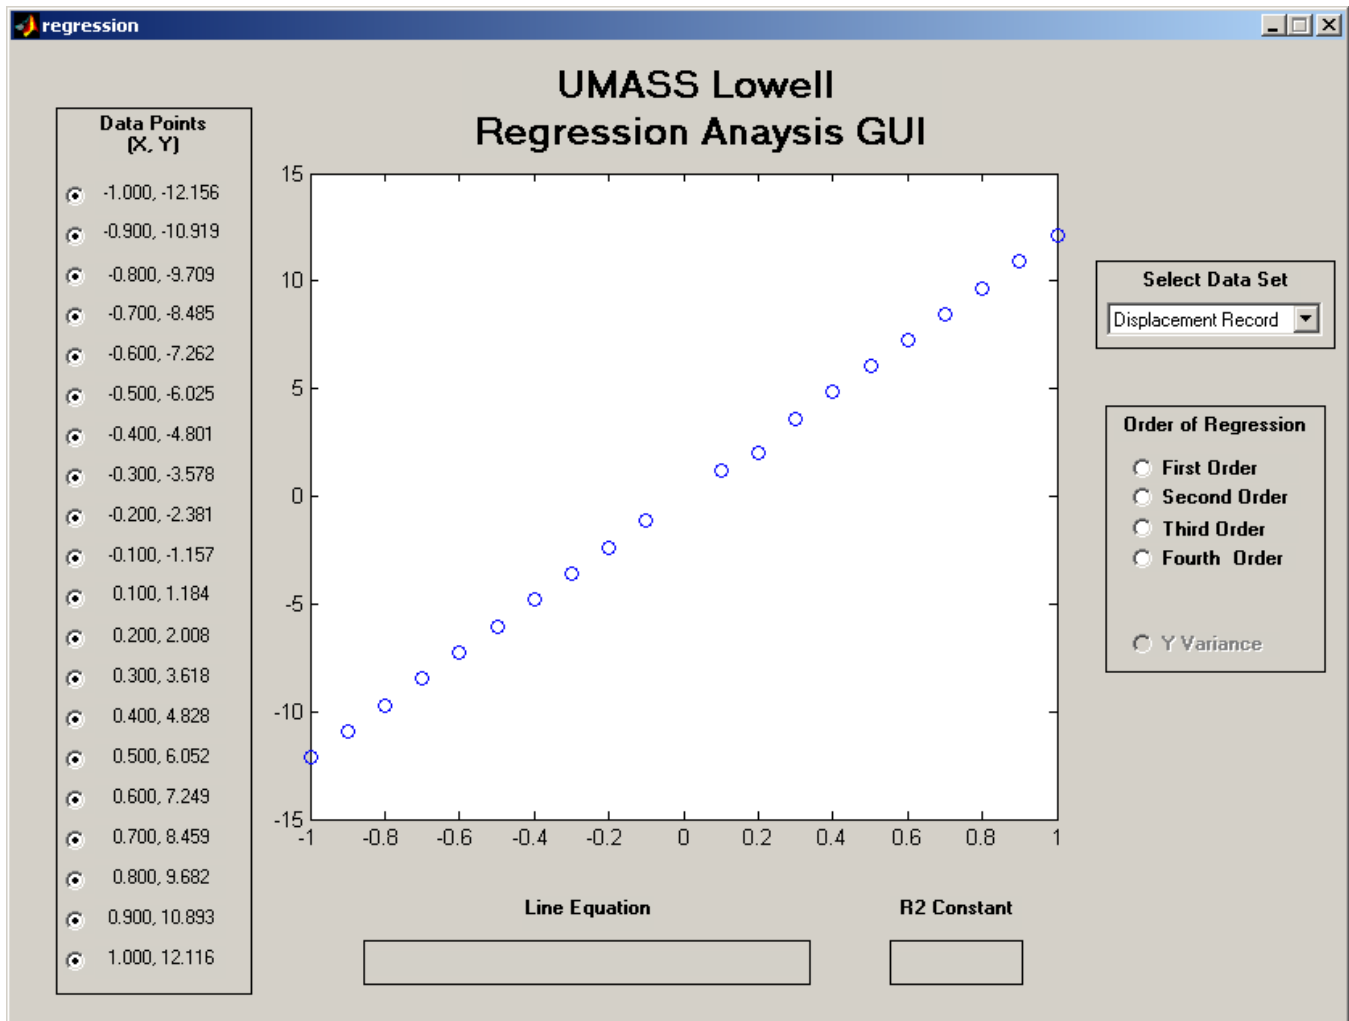 regression
UMASS Lowell
Regression Anaysis GUI
Data Points
(X, Y)
-1.000, -12.156
-0.900, -10.919
-0.800, -9.709
-0.700, -8.485
-0.600, -7.262
-0.500, -6.025
-0.400, -4.801
-0.300, -3.578
-0.200, -2.381
-0.100, -1.157
0.100, 1.184
0.200, 2.008
0.300, 3.618
0.400, 4.828
0.500, 6.052
0.600, 7.249
0.700, 8.459
0.800, 9.682
0.900, 10.893
1.000, 12.116
15
10
5
0
-5
-10
-15
-1 -0.8 -0.6 -0.4 -0.2 0 0.2 0.4 0.6 0.8 1
Select Data Set
Displacement Record
Order of Regression
First Order
Second Order
Third Order
Fourth Order
Y Variance
Line Equation
R2 Constant